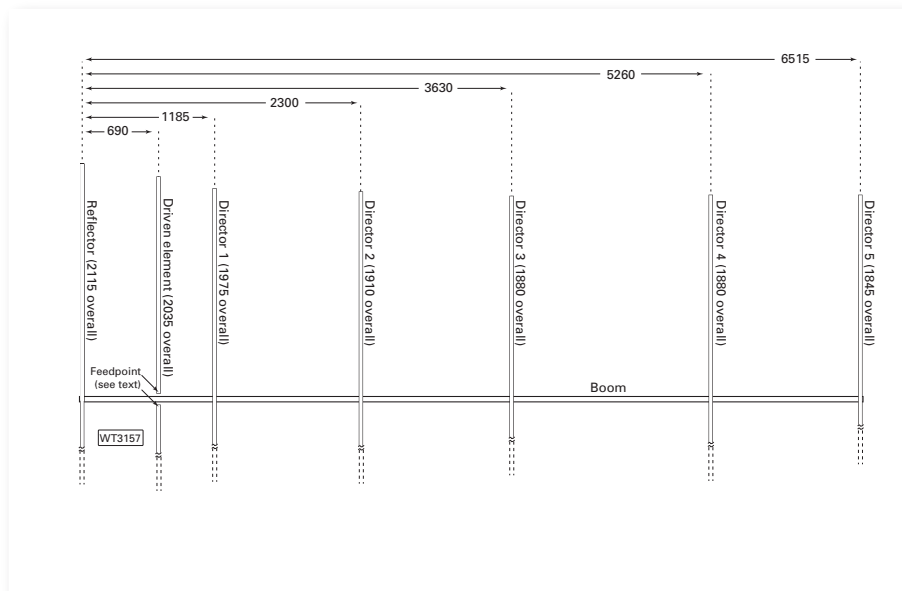 6515
5260
3630
2300
1185
690
Reflector (2115 overall)
Driven element (2035 overall)
Director 1 (1975 overall)
Director 2 (1910 overall)
Director 3 (1880 overall)
Director 4 (1880 overall)
Director 5 (1845 overall)
Feedpoint
(see text)
Boom
WT3157